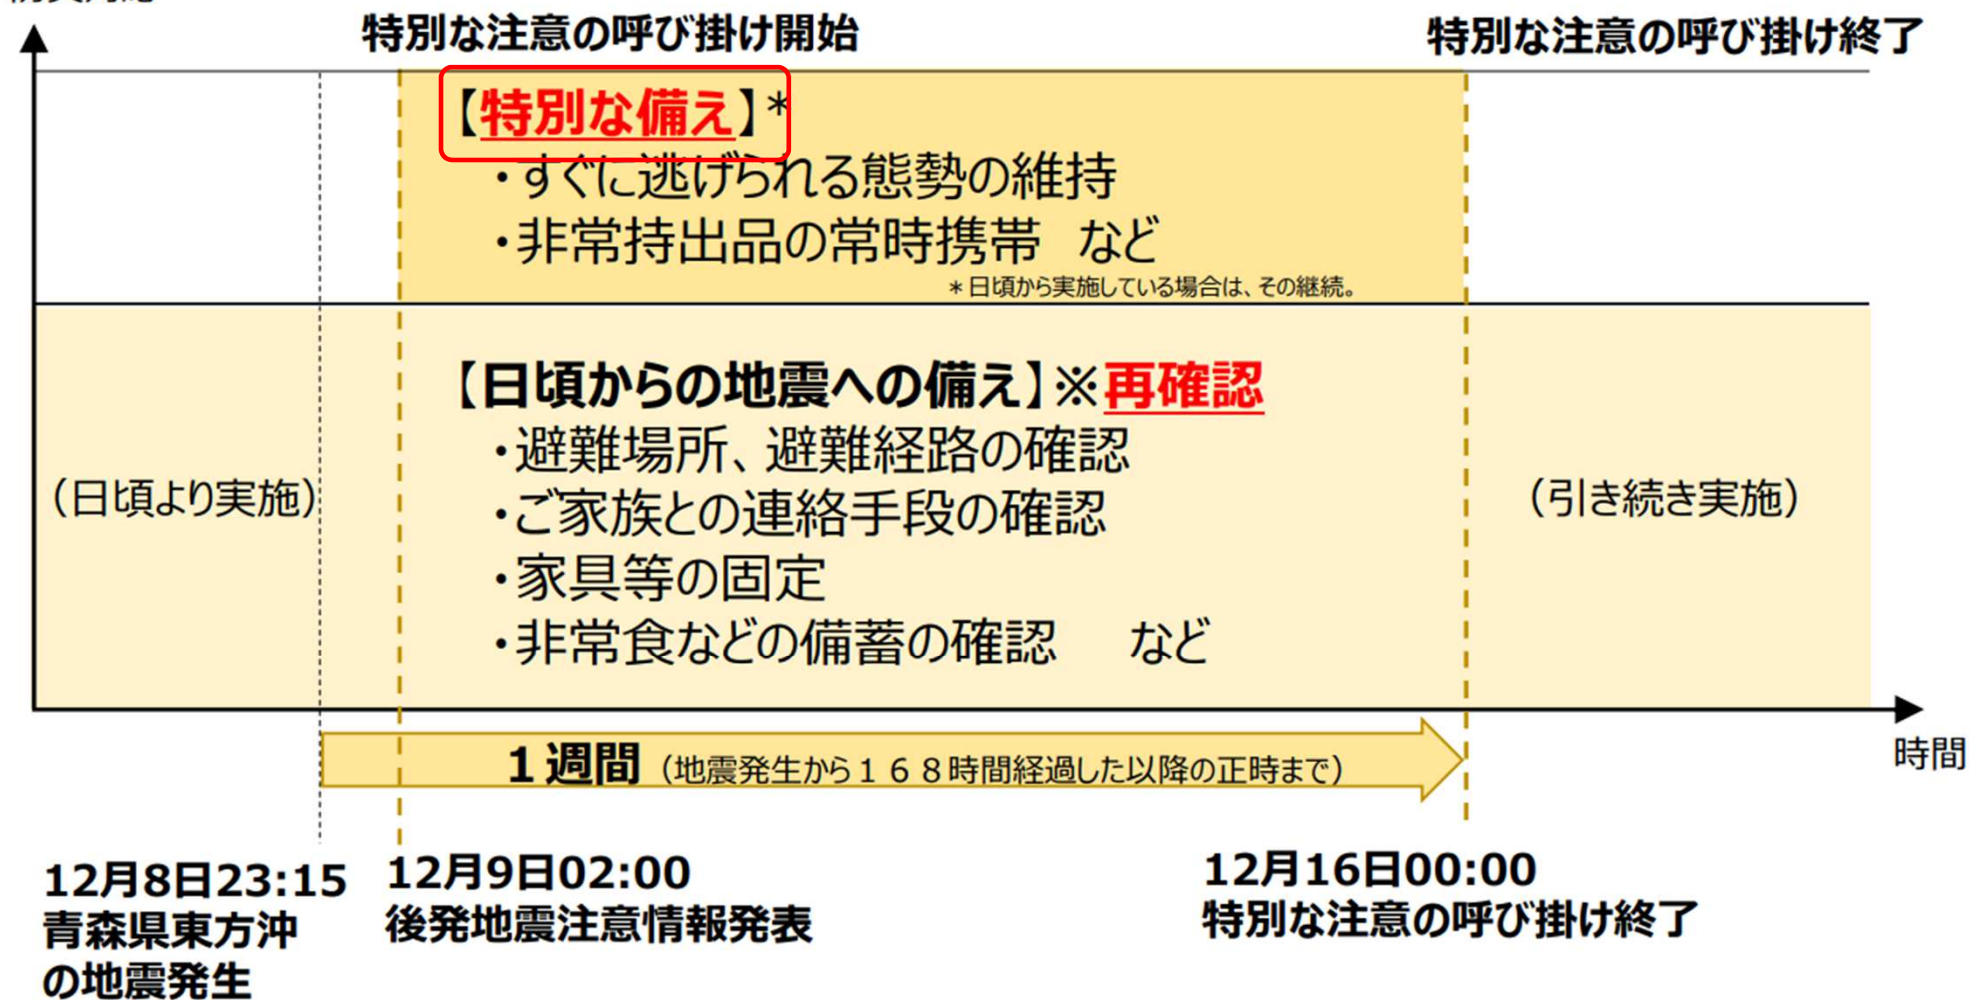 特別な注意の呼び掛け開始
特別な注意の呼び掛け終了
【特別な備え】*
・すぐに逃げられる態勢の維持
・非常持出品の常時携帯　など
*日頃から実施している場合は、その継続。
【日頃からの地震への備え】※再確認
・避難場所、避難経路の確認
・ご家族との連絡手段の確認
・家具等の固定
・非常食などの備蓄の確認　など
（日頃より実施）
（引き続き実施）
１週間（地震発生から１６８時間経過した以降の正時まで）
時間
12月8日23:15
青森県東方沖
の地震発生
12月9日02:00
後発地震注意情報発表
12月16日00:00
特別な注意の呼び掛け終了